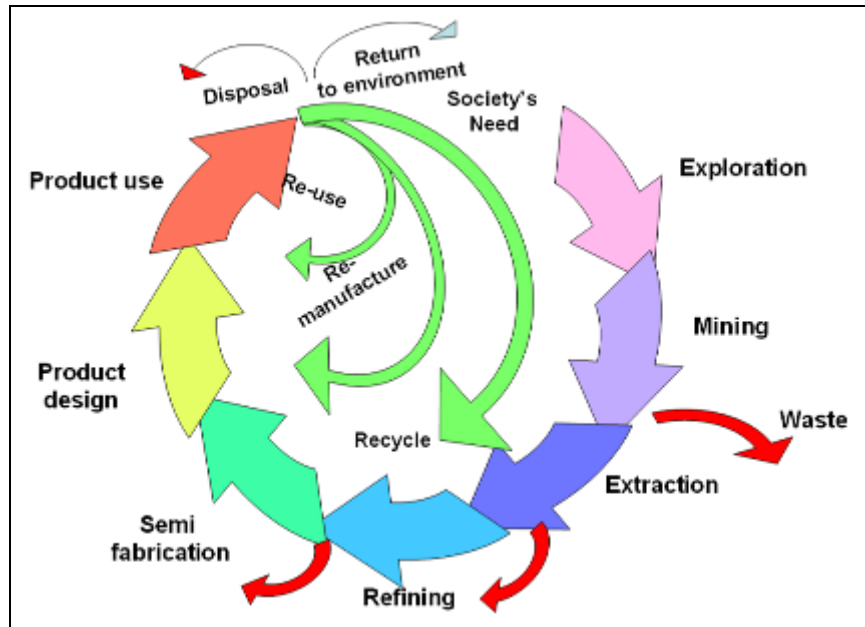 Return
to environment
Disposal
Society's
Need
Exploration
Product use
Re-use
Re-
manufacture
Mining
Product
design
Waste
Recycle
Extraction
Semi
fabrication
Refining